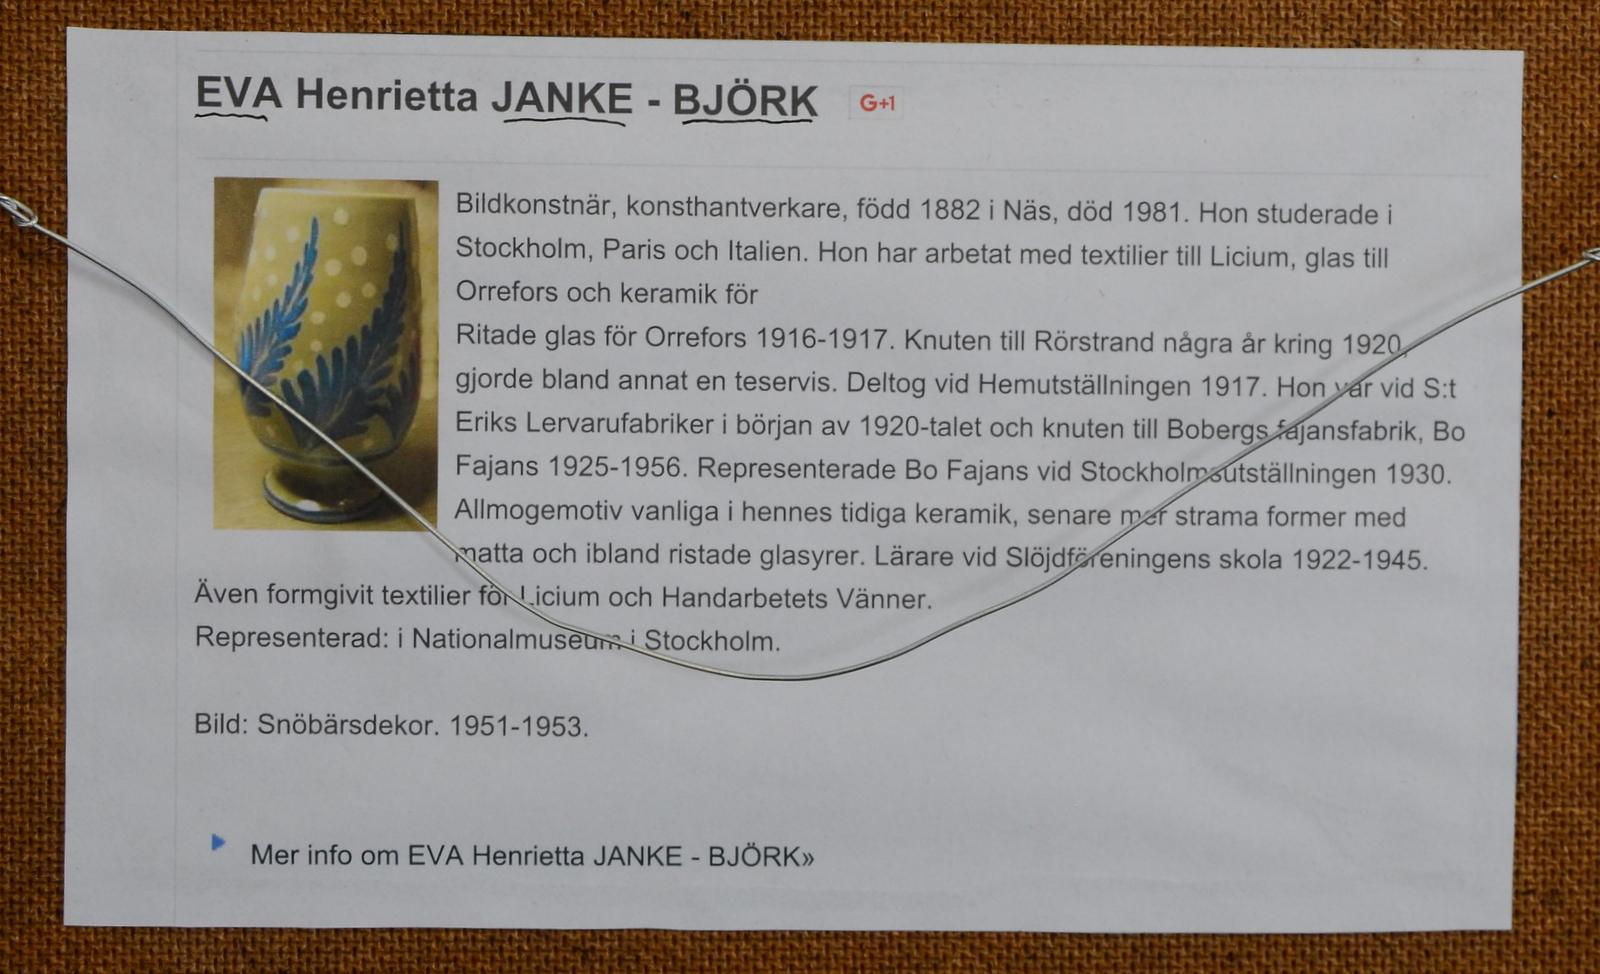 EVA Henrietta JANKE - BJÖRK G+1
Bildkonstnär, konsthantverkare, född 1882 i Näs, död 1981. Hon studerade i
Stockholm, Paris och Italien. Hon har arbetat med textilier till Licium, glas till
Orrefors och keramik för
Ritade glas för Orrefors 1916-1917. Knuten till Rörstrand några år kring 1920,
gjorde bland annat en teservis. Deltog vid Hemutställningen 1917. Hon var vid S:t
Eriks Lervarufabriker i början av 1920-talet och knuten till Bobergs fajansfabrik, Bo
Fajans 1925-1956. Representerade Bo Fajans vid Stockholmsutställningen 1930.
Allmogemotiv vanliga i hennes tidiga keramik, senare mer strama former med
matta och ibland ristade glasyrer. Lärare vid Slöjdföreningens skola 1922-1945.
Även formgivit textilier för Licium och Handarbetets Vänner.
Representerad: i Nationalmuseum i Stockholm.
Bild: Snöbärsdekor. 1951-1953.
Mer info om EVA Henrietta JANKE - BJÖRK»